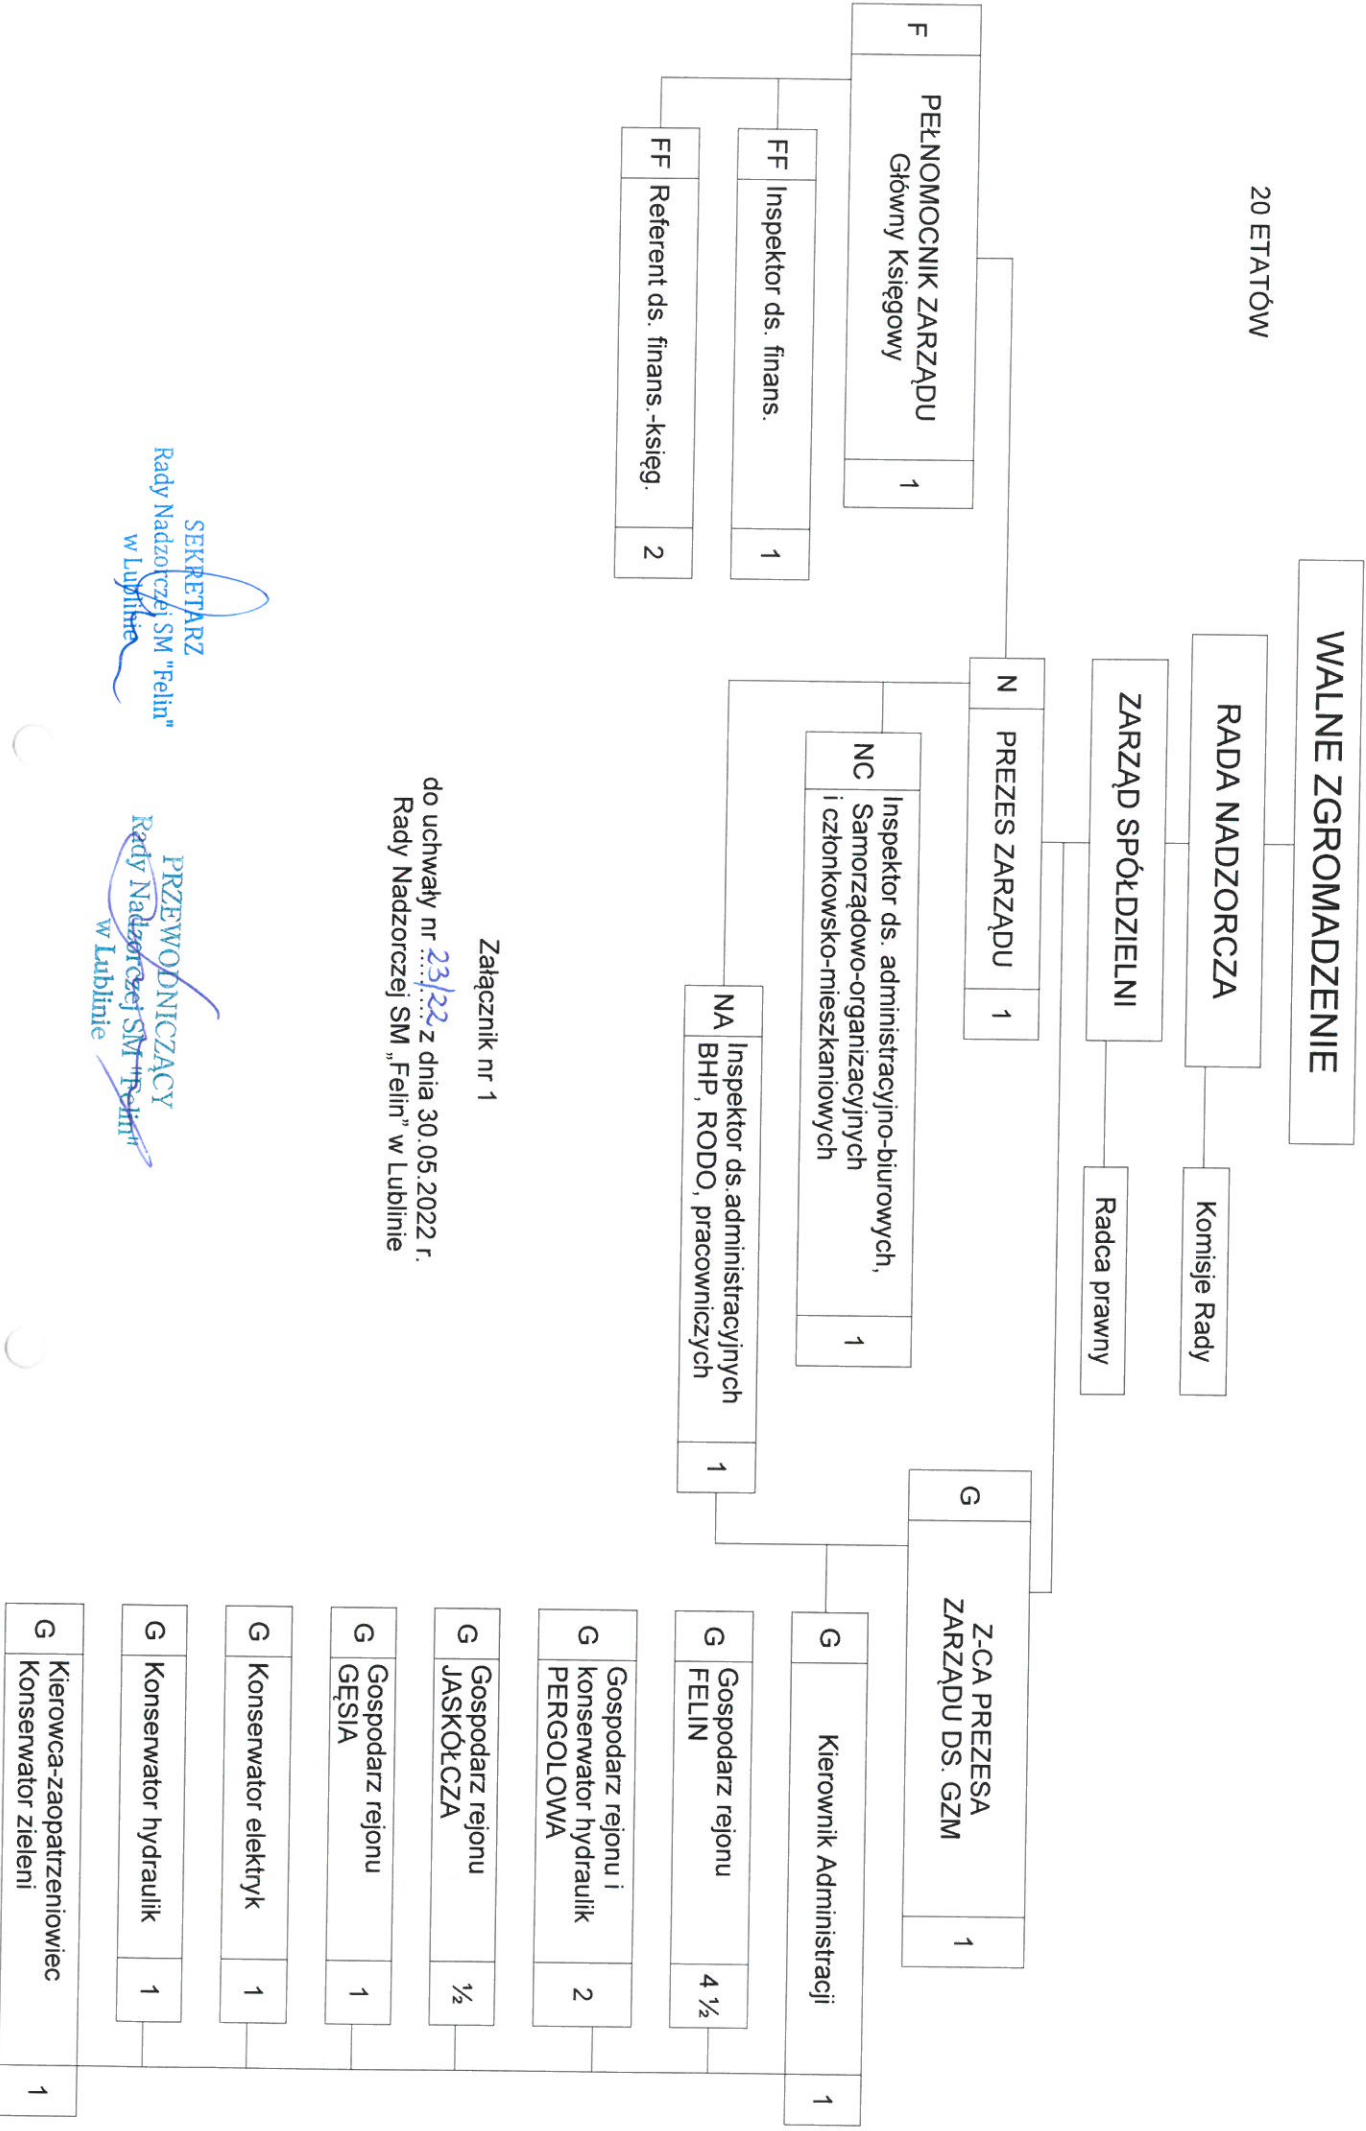 20 ETATÓW
WALNE ZGROMADZENIE
RADA NADZORCZA
Komisje Rady
ZARZĄD SPÓŁDZIELNI
Radca prawny
F
PEŁNOMOCNIK ZARZĄDU
Główny Księgowy
1
FF
Inspektor ds. finans.
1
FF
Referent ds. finans.-księg.
2
N
PREZES ZARZĄDU
1
NC
Inspektor ds. administracyjno-biurowych,
Samorządowo-organizacyjnych
i członkowsko-mieszkaniowych
1
NA
Inspektor ds.administracyjnych
BHP, RODO, pracowniczych
1
G
Z-CA PREZESA
ZARZĄDU DS. GZM
1
G
Kierownik Administracji
1
G
Gospodarz rejonu
FELIN
4 ½
G
Gospodarz rejonu i
konserwator hydraulik
PERGOLOWA
2
G
Gospodarz rejonu
JASKÓŁCZA
½
G
Gospodarz rejonu
GĘSIA
1
G
Konserwator elektryk
1
G
Konserwator hydraulik
1
G
Kierowca-zaopatrzeniowiec
Konserwator zieleni
1
Załącznik nr 1
do uchwały nr 23/22 z dnia 30.05.2022 r.
Rady Nadzorczej SM „Felin” w Lublinie
SEKRETARZ
Rady Nadzorczej SM "Felin"
w Lublinie
PRZEWODNICZĄCY
Rady Nadzorczej SM "Felin"
w Lublinie